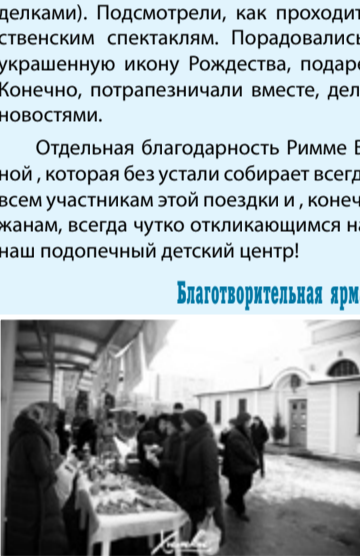 делками). Подсмотрели, как проходит
ственским спектаклям. Порадовались
украшенную икону Рождества, подаро
Конечно, потрапезничали вместе, дел
новостями.
Отдельная благодарность Римме В
ной , которая без устали собирает всегд
всем участникам этой поездки и , конеч
жанам, всегда чутко откликающимся на
наш подопечный детский центр!
Благотворительная ярм